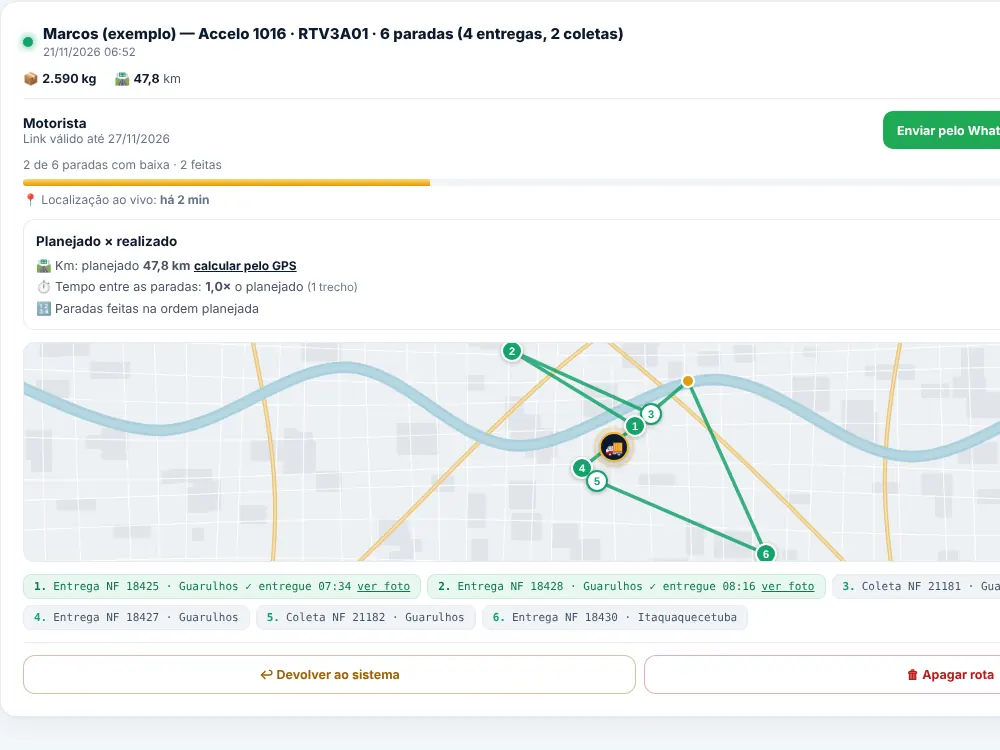 Marcos (exemplo) — Accelo 1016 · RTV3A01 · 6 paradas (4 entregas, 2 coletas)
21/11/2026 06:52
2.590 kg 47,8 km
Motorista
Link válido até 27/11/2026
Enviar pelo What
2 de 6 paradas com baixa · 2 feitas
Localização ao vivo: há 2 min
Planejado × realizado
Km: planejado 47,8 km calcular pelo GPS
Tempo entre as paradas: 1,0× o planejado (1 trecho)
Paradas feitas na ordem planejada
2
3
1
4
5
6
1. Entrega NF 18425 · Guarulhos ✓ entregue 07:34 ver foto
2. Entrega NF 18428 · Guarulhos ✓ entregue 08:16 ver foto
3. Coleta NF 21181 · Gua
4. Entrega NF 18427 · Guarulhos
5. Coleta NF 21182 · Guarulhos
6. Entrega NF 18430 · Itaquaquecetuba
↩ Devolver ao sistema
Apagar rota